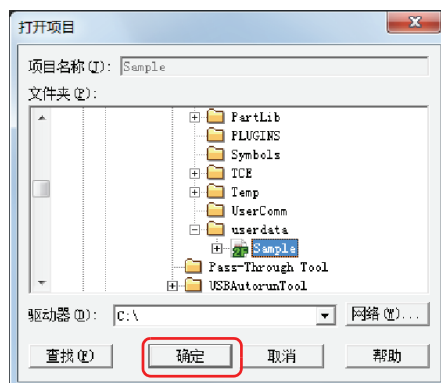 打开项目
项目名称(J): Sample
文件夹(P):
PartLib
PLUGINS
Symbols
TCE
Temp
UserComm
userdata
Sample
Pass-Through Tool
USBAutorunTool
驱动器(D): C:\ 网络(W)...
查找(F) 确定 取消 帮助